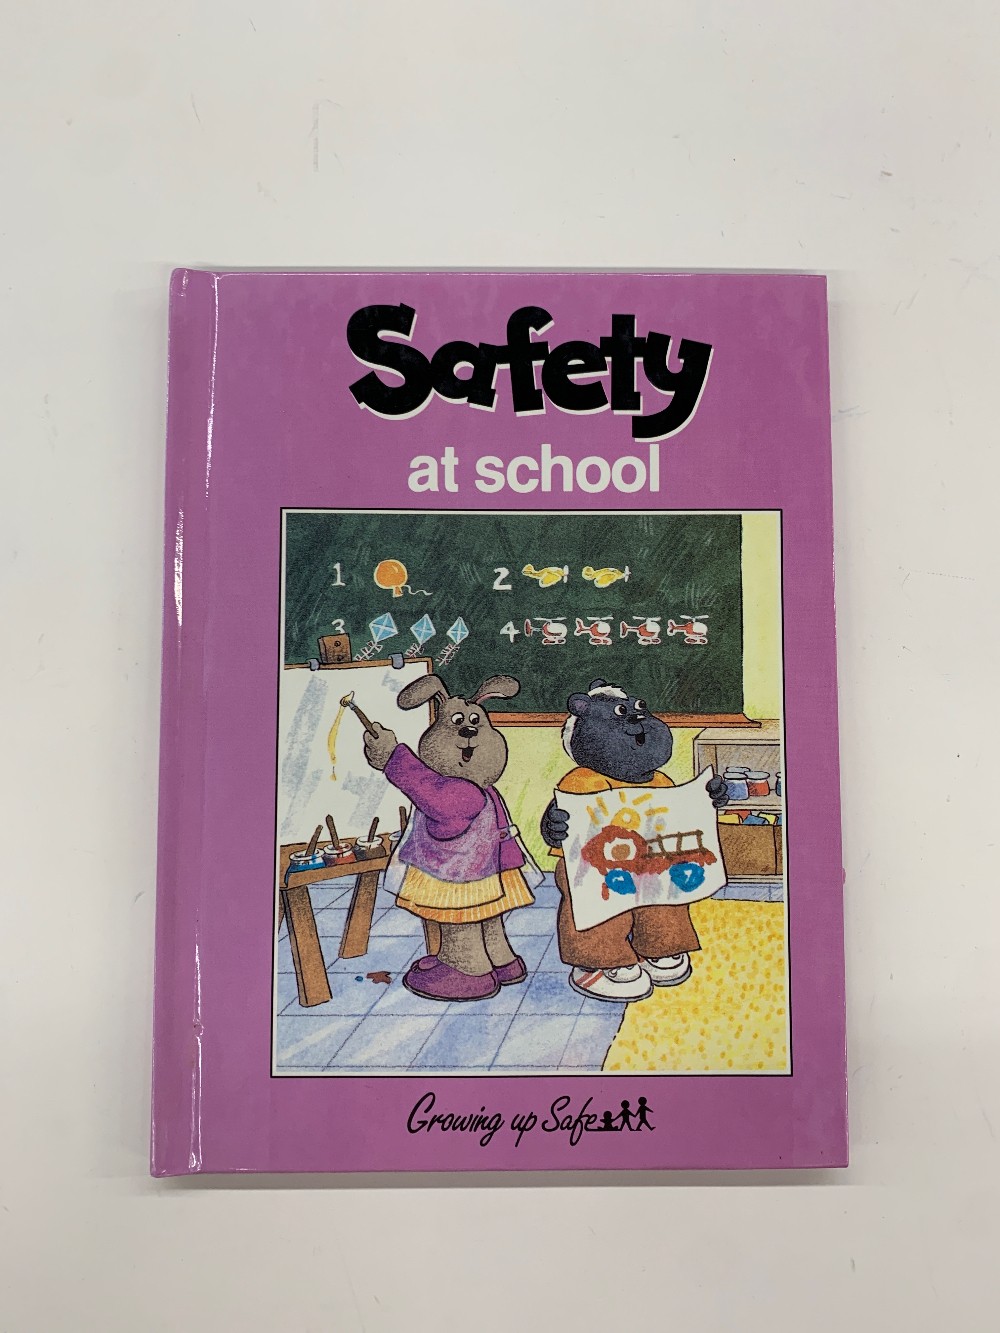 Safety
at school
1 2
3 4
Growing up Safe